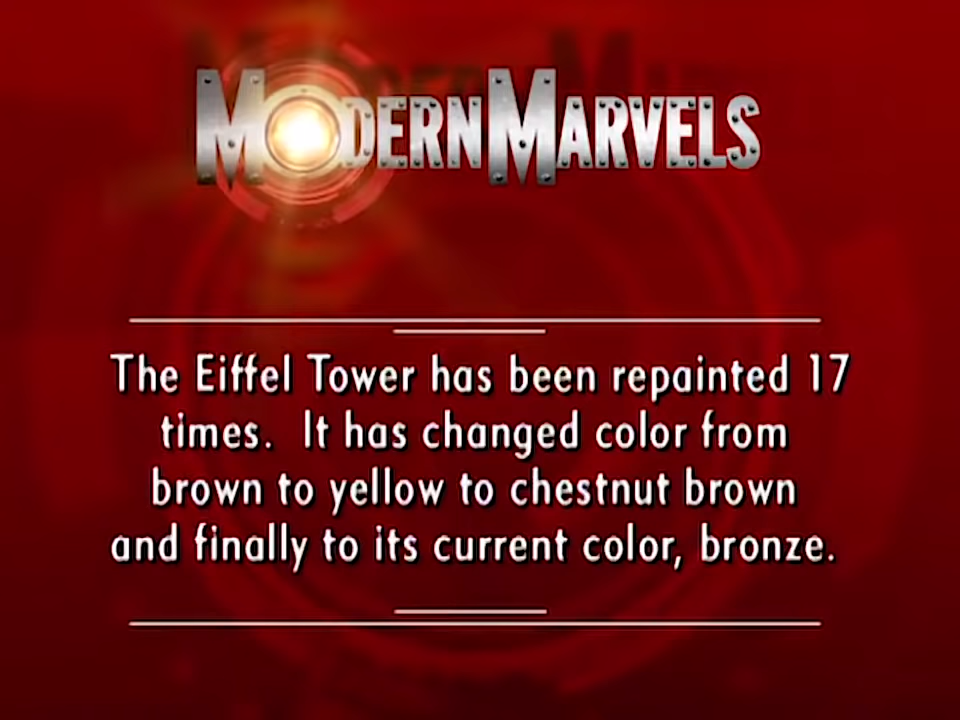 MODERN MARVELS
The Eiffel Tower has been repainted 17
times.  It has changed color from
brown to yellow to chestnut brown
and finally to its current color, bronze.